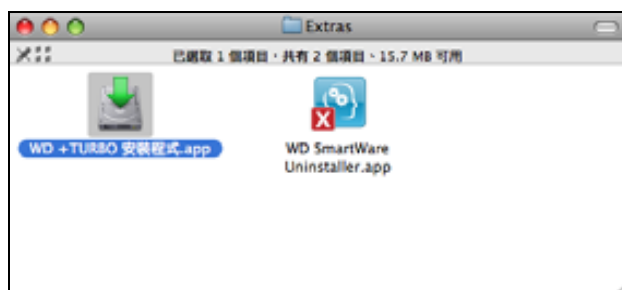 Extras
已選取 1 個項目，共有 2 個項目、15.7 MB 可用
WD +TURBO 安裝程式.app
WD SmartWare
Uninstaller.app